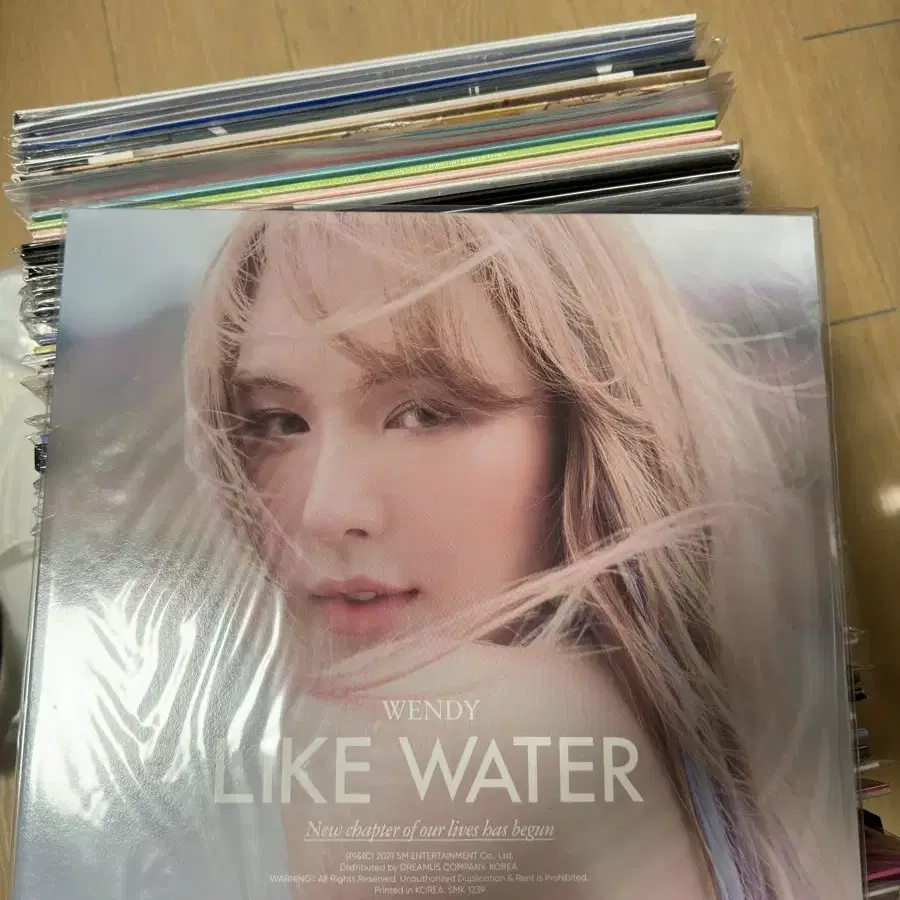 WENDY
LIKE WATER
New chapter of our lives has begun
(P)&(C) 2021 SM ENTERTAINMENT Co., Ltd.
Distributed by DREAMUS COMPANY. KOREA
WARNING: All Rights Reserved. Unauthorized Duplication & Rent is Prohibited.
Printed in KOREA. SMK 1239